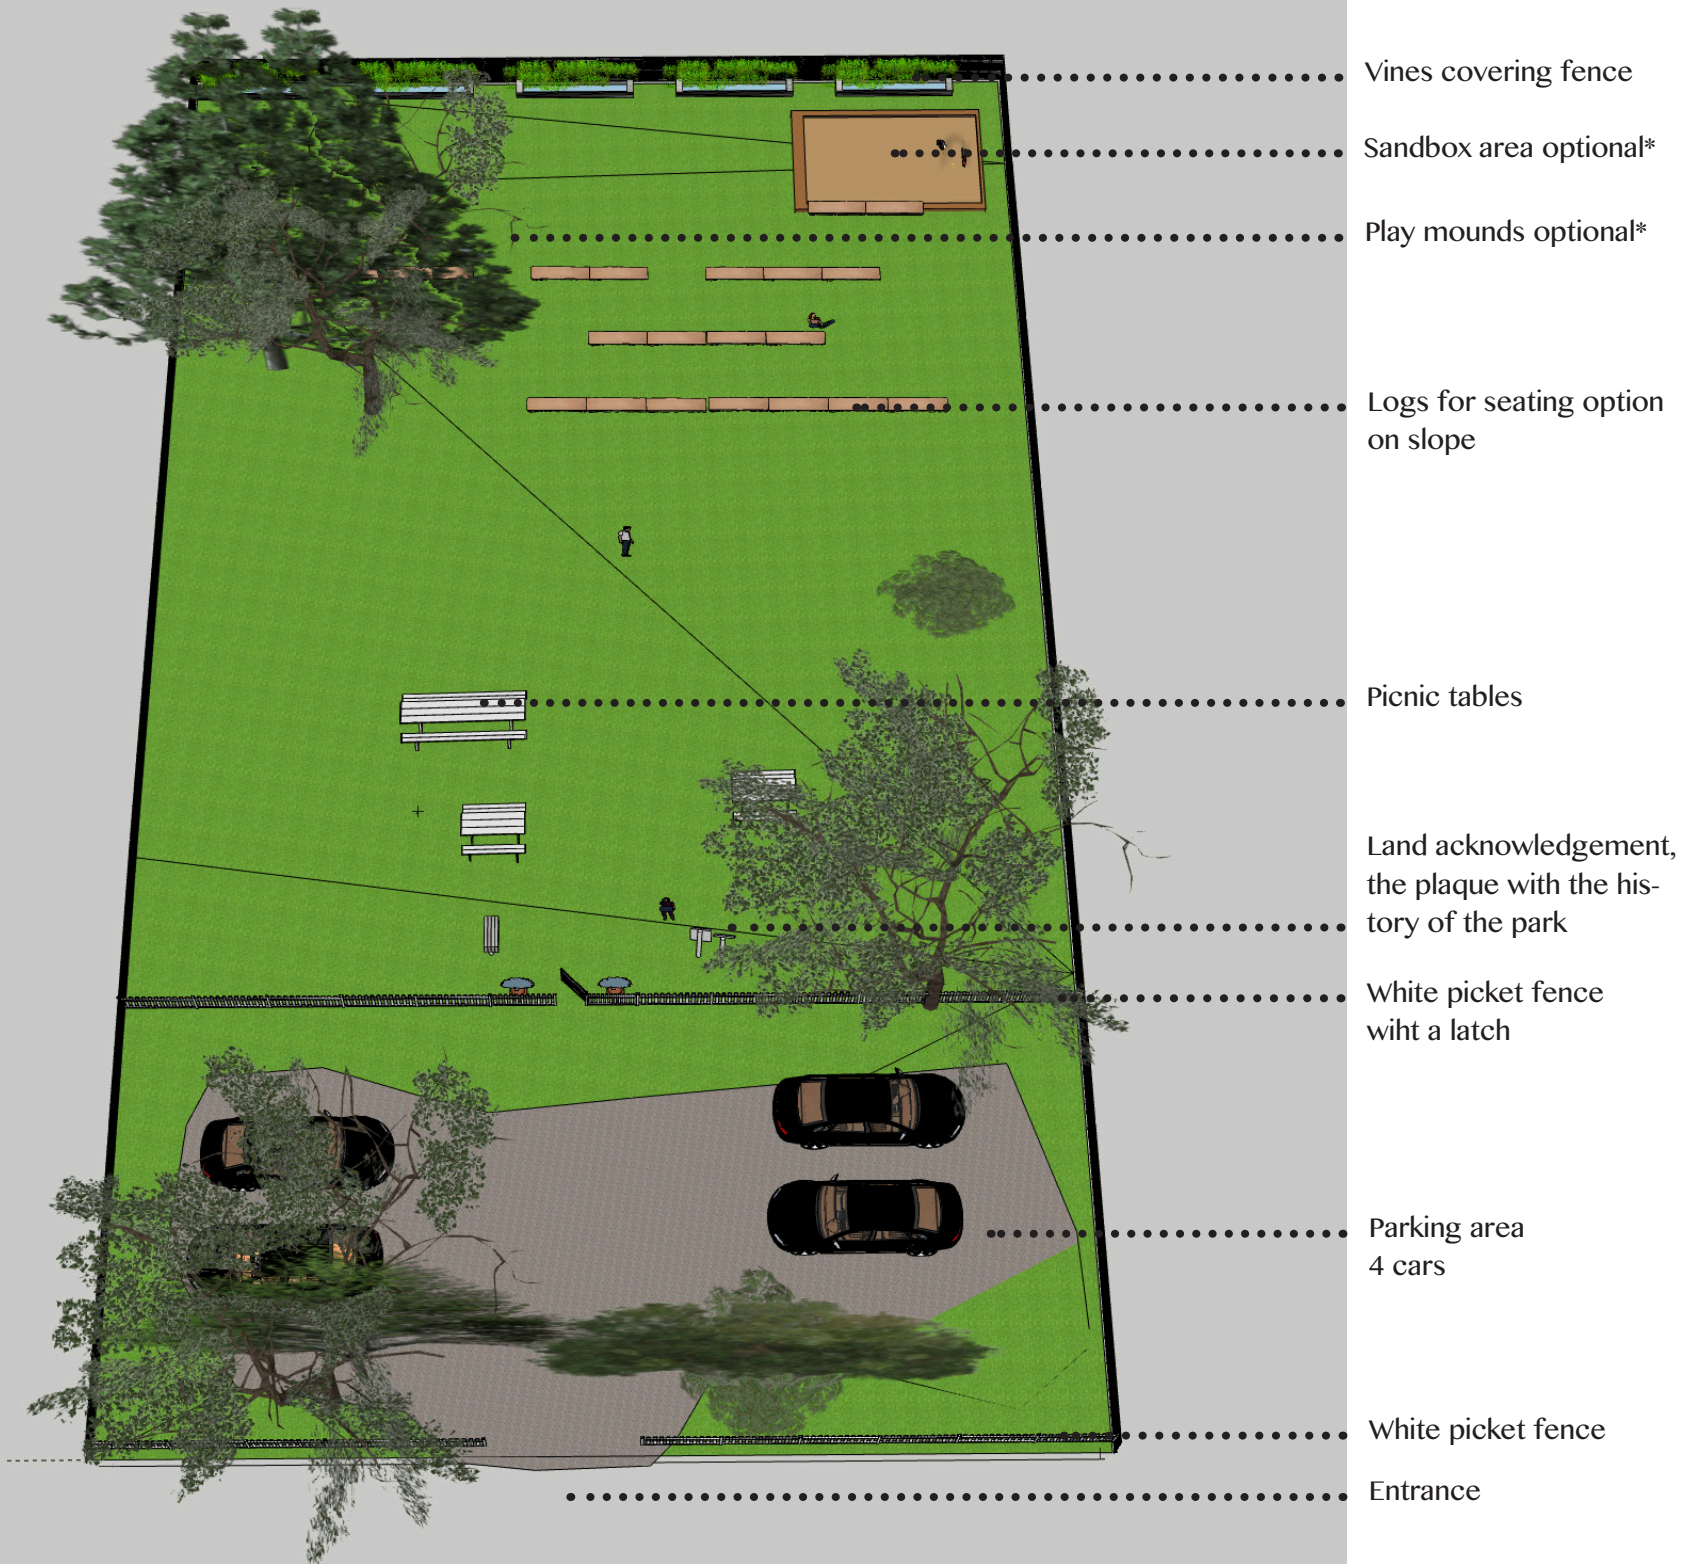 Vines covering fence
Sandbox area optional*
Play mounds optional*
Logs for seating option
on slope
Picnic tables
Land acknowledgement,
the plaque with the his-
tory of the park
White picket fence
wiht a latch
Parking area
4 cars
White picket fence
Entrance